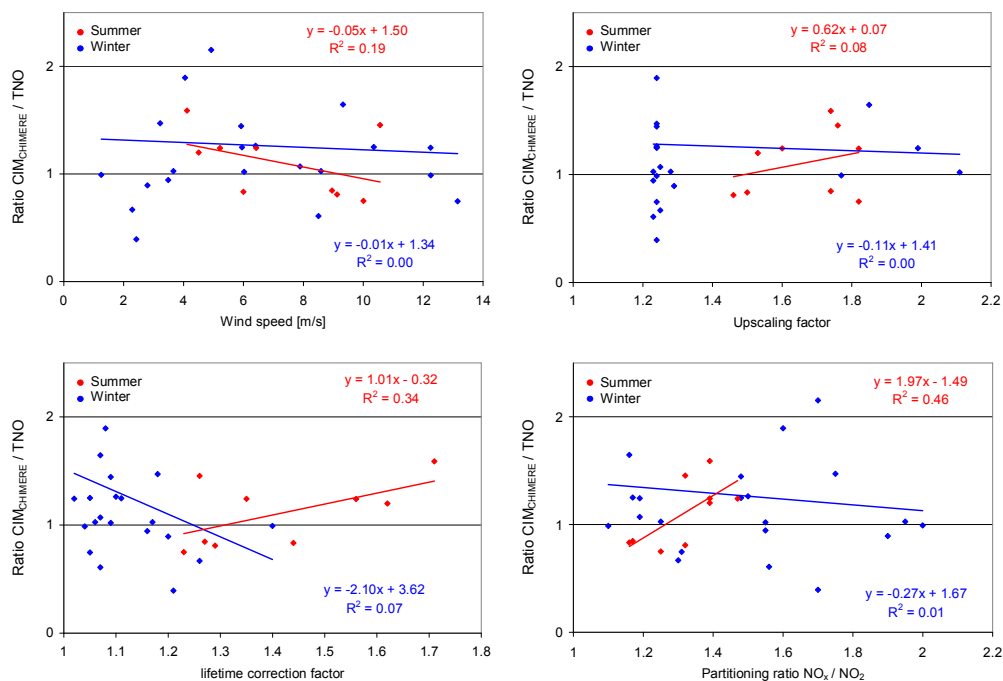 Summer
Winter
y = -0.05x + 1.50
R² = 0.19
y = -0.01x + 1.34
R² = 0.00
Ratio CIM_CHIMERE / TNO
0
1
2
0 2 4 6 8 10 12 14
Wind speed [m/s]
Summer
Winter
y = 0.62x + 0.07
R² = 0.08
y = -0.11x + 1.41
R² = 0.00
Ratio CIM_CHIMERE / TNO
0
1
2
1 1.2 1.4 1.6 1.8 2 2.2
Upscaling factor
Summer
Winter
y = 1.01x - 0.32
R² = 0.34
y = -2.10x + 3.62
R² = 0.07
Ratio CIM_CHIMERE / TNO
0
1
2
1 1.1 1.2 1.3 1.4 1.5 1.6 1.7 1.8
lifetime correction factor
Summer
Winter
y = 1.97x - 1.49
R² = 0.46
y = -0.27x + 1.67
R² = 0.01
Ratio CIM_CHIMERE / TNO
0
1
2
1 1.2 1.4 1.6 1.8 2 2.2
Partitioning ratio NOₓ / NO₂